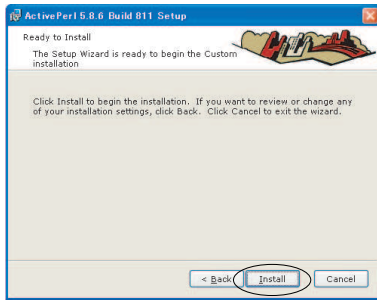 ActivePerl 5.8.6 Build 811 Setup
Ready to Install
The Setup Wizard is ready to begin the Custom
installation
Click Install to begin the installation. If you want to review or change any
of your installation settings, click Back. Click Cancel to exit the wizard.
< Back
Install
Cancel